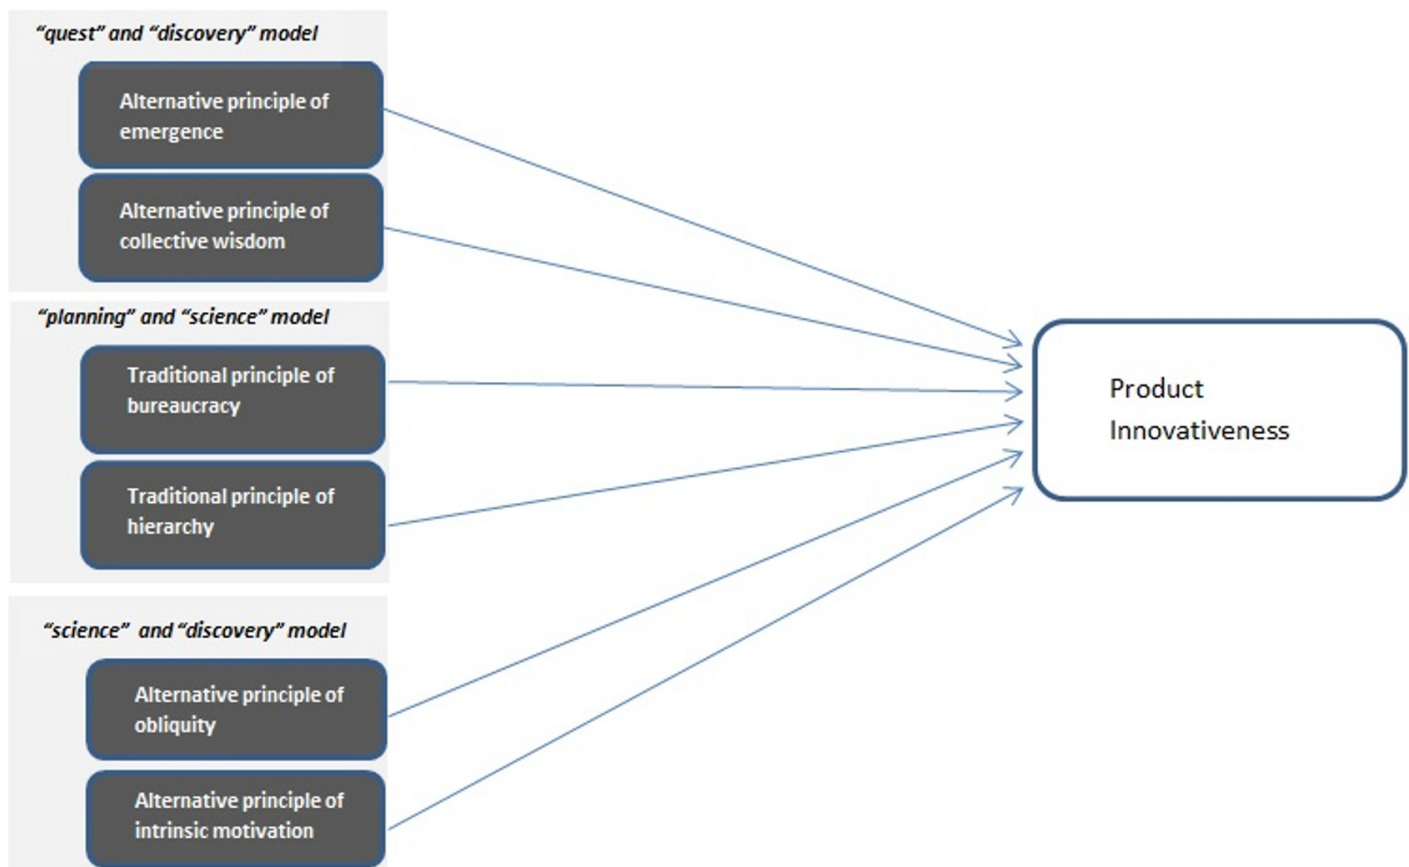 “quest” and “discovery” model
Alternative principle of
emergence
Alternative principle of
collective wisdom
“planning” and “science” model
Traditional principle of
bureaucracy
Traditional principle of
hierarchy
“science”  and “discovery” model
Alternative principle of
obliquity
Alternative principle of
intrinsic motivation
Product
Innovativeness